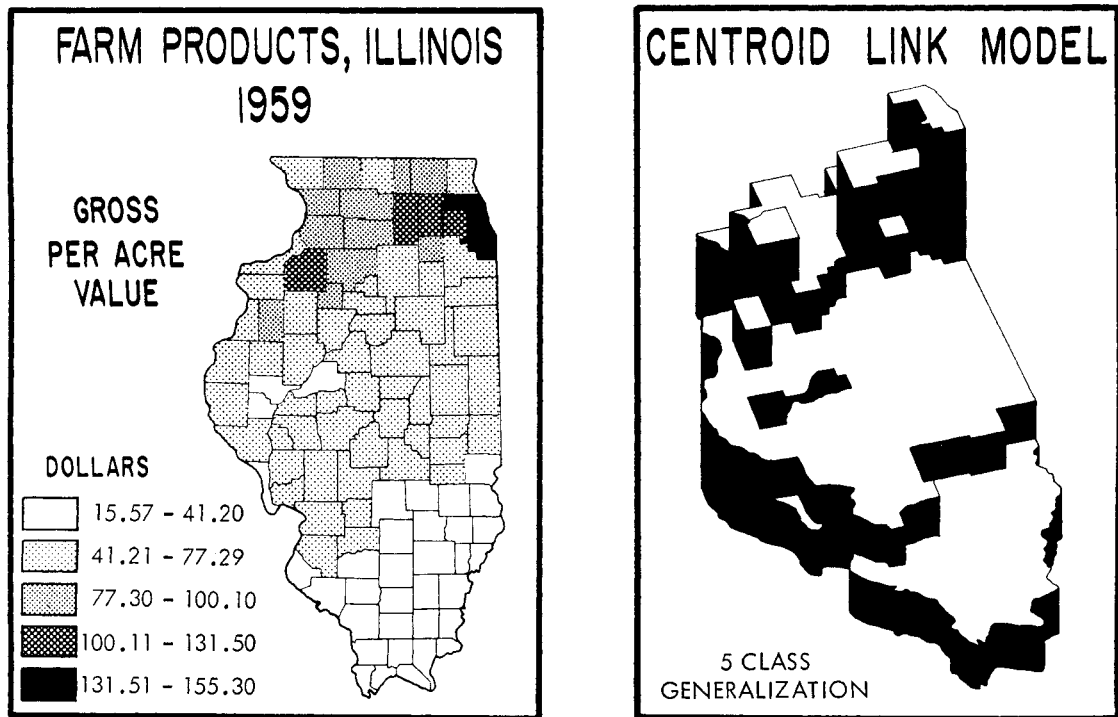 FARM PRODUCTS, ILLINOIS
1959
GROSS
PER ACRE
VALUE
DOLLARS
15.57 - 41.20
41.21 - 77.29
77.30 - 100.10
100.11 - 131.50
131.51 - 155.30
CENTROID LINK MODEL
5 CLASS
GENERALIZATION